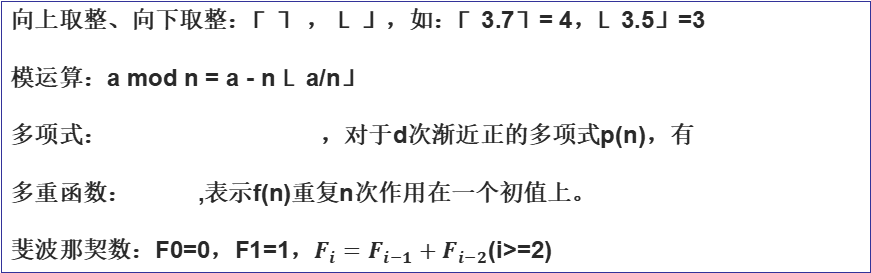 向上取整、向下取整：「 ㄱ ， ㄴ 」，如：「 3.7ㄱ= 4，ㄴ 3.5」=3
模运算：a mod n = a - n ㄴ a/n」
多项式： ，对于d次渐近正的多项式p(n)，有
多重函数： ,表示f(n)重复n次作用在一个初值上。
斐波那契数：F0=0，F1=1，𝑭ᵢ = 𝑭ᵢ₋₁ + 𝑭ᵢ₋₂(i>=2)